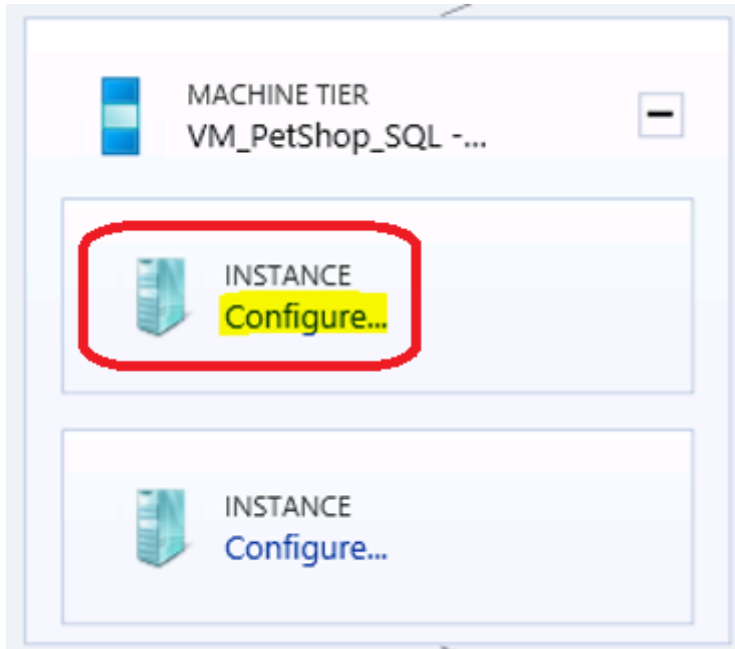 MACHINE TIER
VM_PetShop_SQL -...
INSTANCE
Configure...
INSTANCE
Configure...